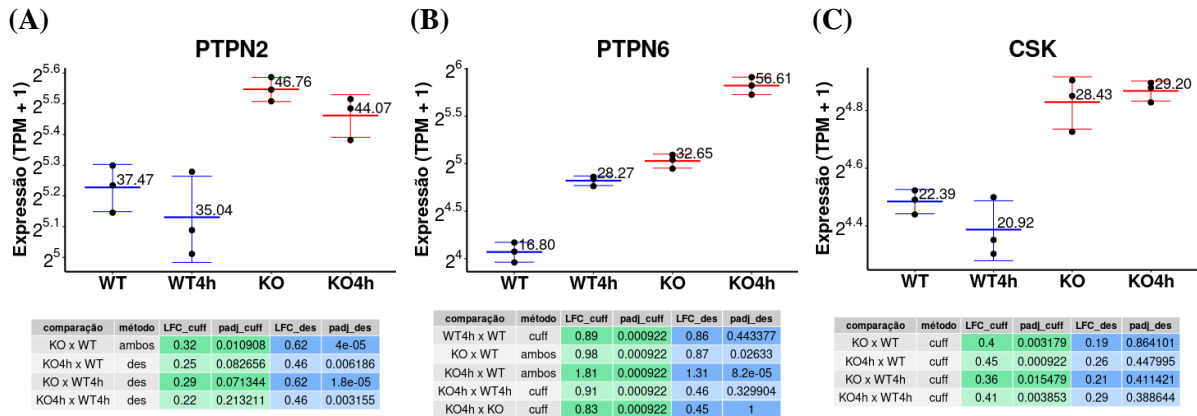 (A)
PTPN2
Expressão (TPM + 1)
2^5.6
2^5.5
2^5.4
2^5.3
2^5.2
2^5.1
2^5
37.47
35.04
46.76
44.07
WT WT4h KO KO4h
comparação método LFC_cuff padj_cuff LFC_des padj_des
KO x WT ambos 0.32 0.010908 0.62 4e-05
KO4h x WT des 0.25 0.082656 0.46 0.006186
KO x WT4h des 0.29 0.071344 0.62 1.8e-05
KO4h x WT4h des 0.22 0.213211 0.46 0.003155
(B)
PTPN6
Expressão (TPM + 1)
2^6
2^5.5
2^5
2^4.5
2^4
16.80
28.27
32.65
56.61
WT WT4h KO KO4h
comparação método LFC_cuff padj_cuff LFC_des padj_des
WT4h x WT cuff 0.89 0.000922 0.86 0.443377
KO x WT ambos 0.98 0.000922 0.87 0.02633
KO4h x WT ambos 1.81 0.000922 1.31 8.2e-05
KO4h x WT4h cuff 0.91 0.000922 0.46 0.329904
KO4h x KO cuff 0.83 0.000922 0.45 1
(C)
CSK
Expressão (TPM + 1)
2^4.8
2^4.6
2^4.4
22.39
20.92
28.43
29.20
WT WT4h KO KO4h
comparação método LFC_cuff padj_cuff LFC_des padj_des
KO x WT cuff 0.4 0.003179 0.19 0.864101
KO4h x WT cuff 0.45 0.000922 0.26 0.447995
KO x WT4h cuff 0.36 0.015479 0.21 0.411421
KO4h x WT4h cuff 0.41 0.003853 0.29 0.388644